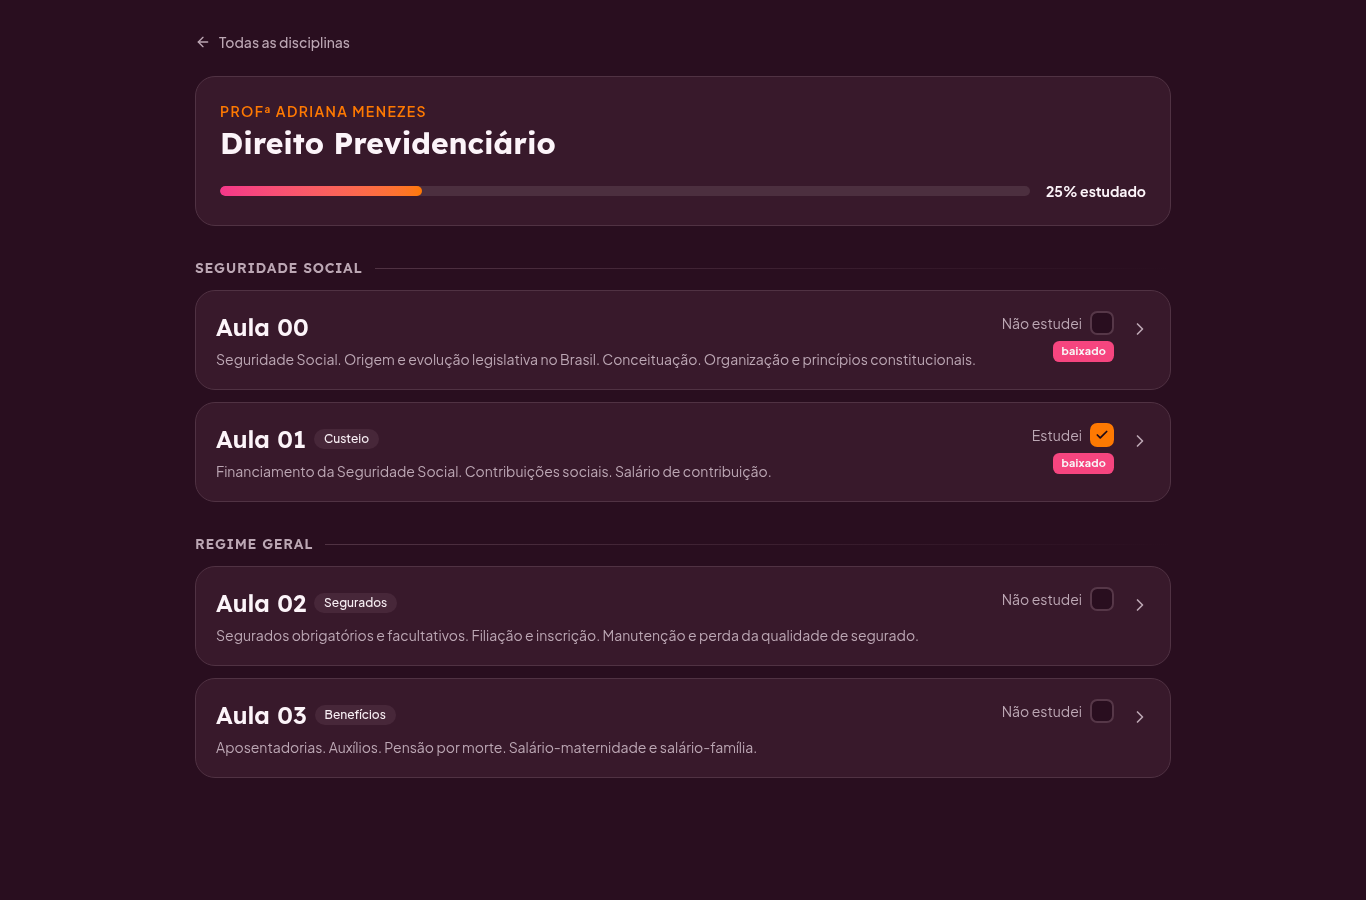 Todas as disciplinas
PROFª ADRIANA MENEZES
Direito Previdenciário
25% estudado
SEGURIDADE SOCIAL
Aula 00
Não estudei
Seguridade Social. Origem e evolução legislativa no Brasil. Conceituação. Organização e princípios constitucionais.
baixado
Aula 01 Custeio
Estudei
Financiamento da Seguridade Social. Contribuições sociais. Salário de contribuição.
baixado
REGIME GERAL
Aula 02 Segurados
Não estudei
Segurados obrigatórios e facultativos. Filiação e inscrição. Manutenção e perda da qualidade de segurado.
Aula 03 Benefícios
Não estudei
Aposentadorias. Auxílios. Pensão por morte. Salário-maternidade e salário-família.